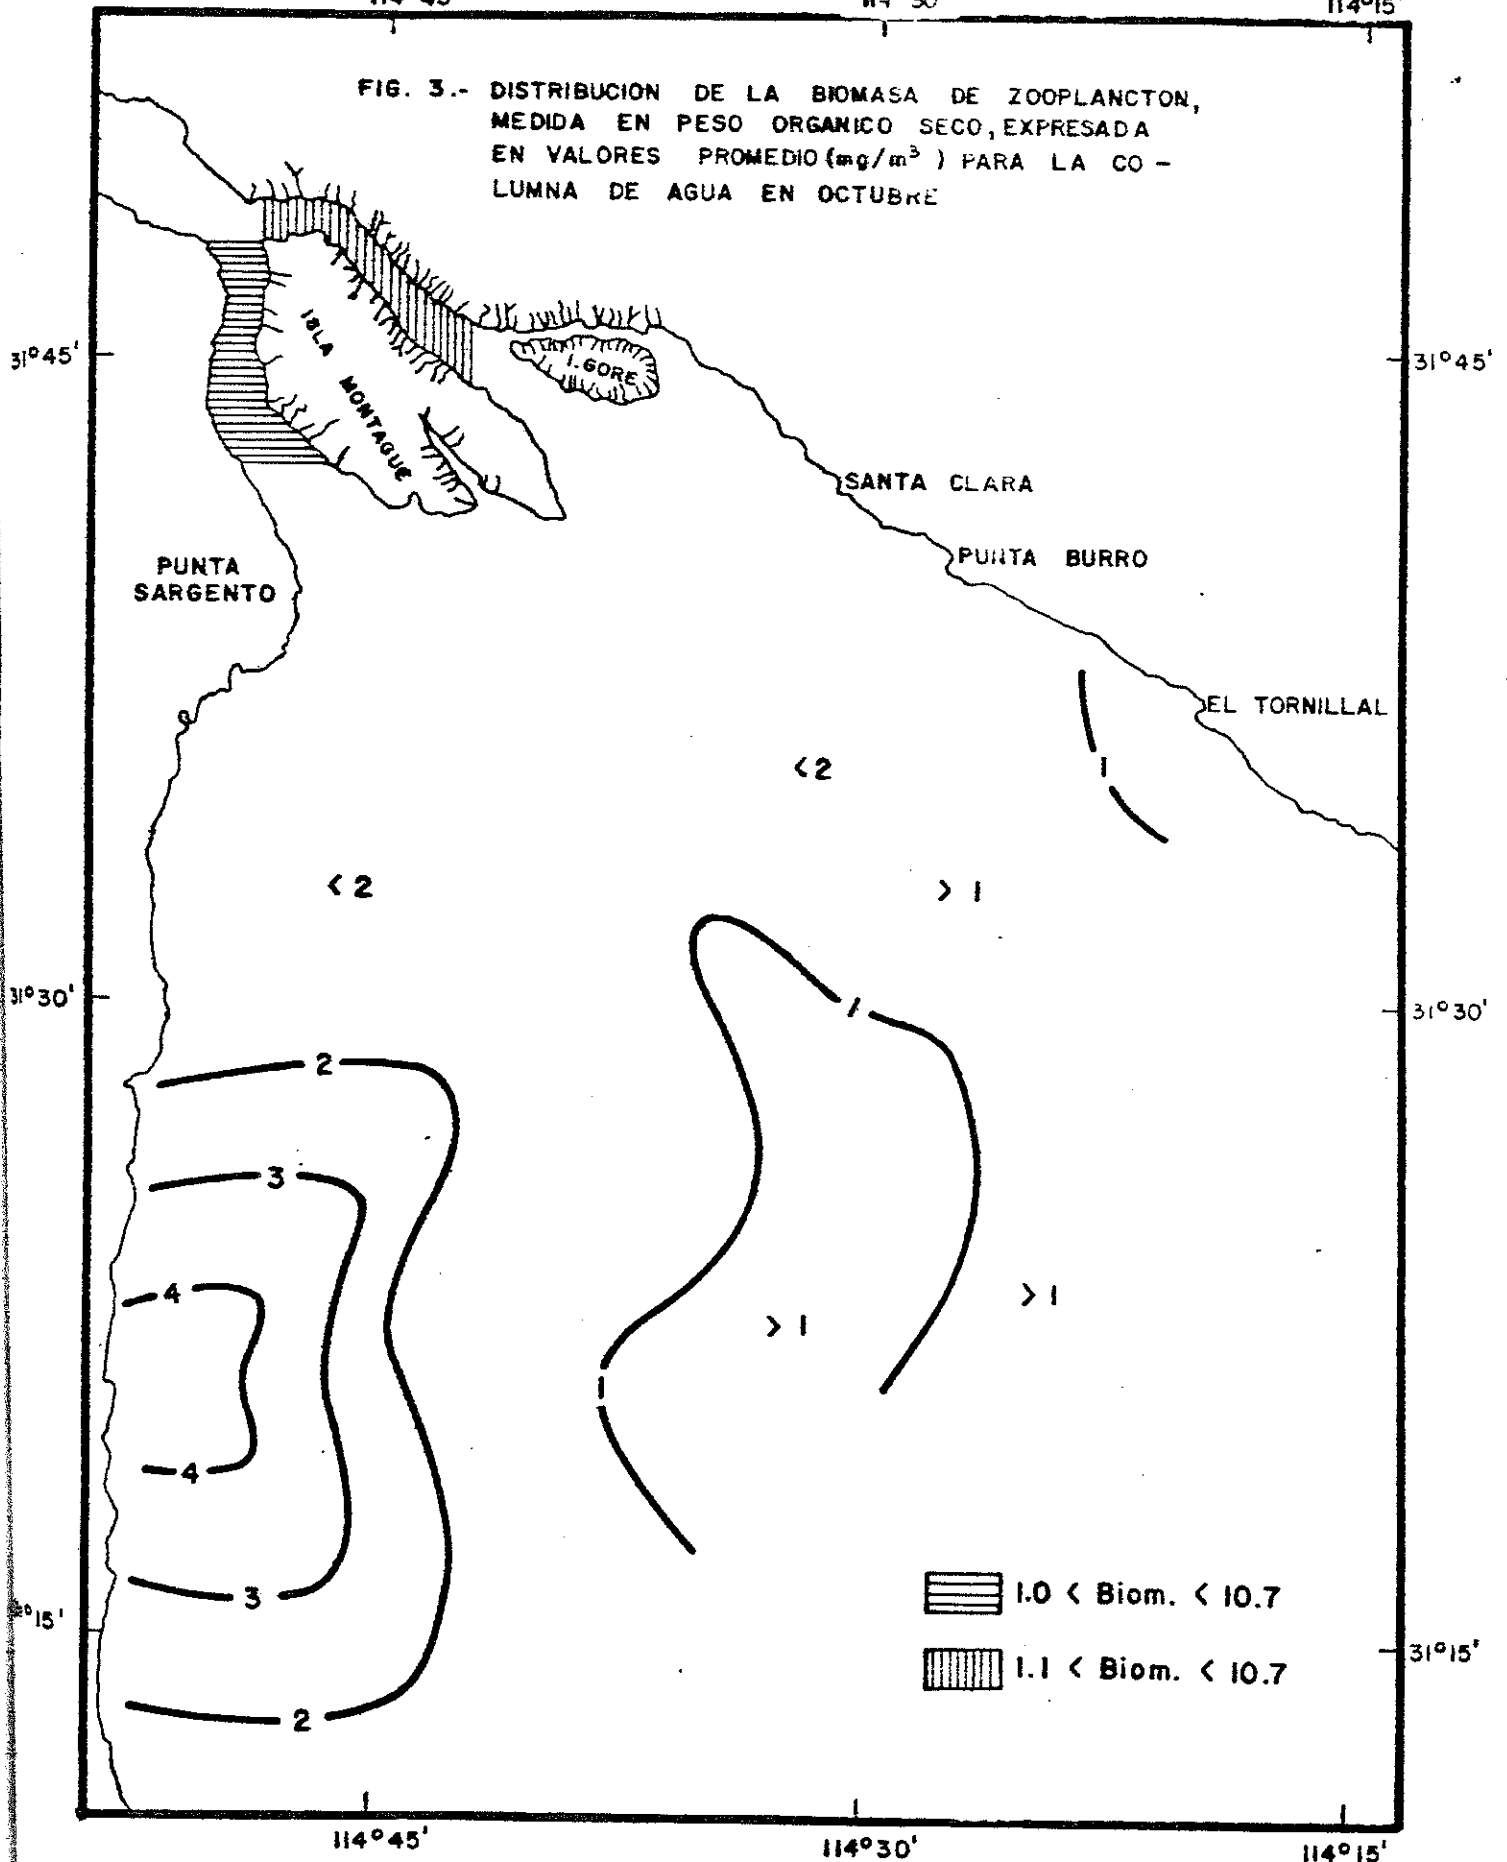 114°45'
114°30'
114°15'
FIG. 3.- DISTRIBUCION DE LA BIOMASA DE ZOOPLANCTON,
MEDIDA EN PESO ORGANICO SECO, EXPRESADA
EN VALORES PROMEDIO (mg/m³) PARA LA CO-
LUMNA DE AGUA EN OCTUBRE
31°45'
31°45'
ISLA MONTAGUE
I. GORE
SANTA CLARA
PUNTA BURRO
PUNTA
SARGENTO
EL TORNILLAL
<2
1
<2
>1
31°30'
31°30'
1
2
3
4
>1
>1
1
4
3
1.0 < Biom. < 10.7
°15'
31°15'
1.1 < Biom. < 10.7
2
114°45'
114°30'
114°15'